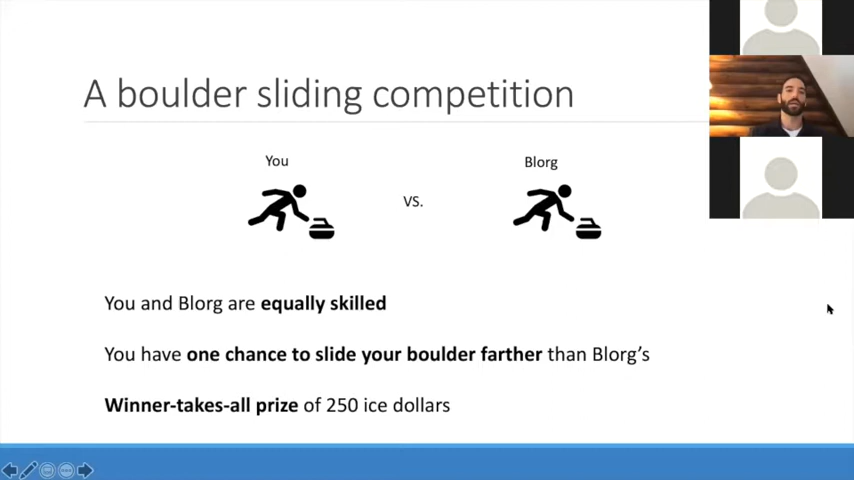 A boulder sliding competition
You
Blorg
VS.
You and Blorg are equally skilled
You have one chance to slide your boulder farther than Blorg's
Winner-takes-all prize of 250 ice dollars